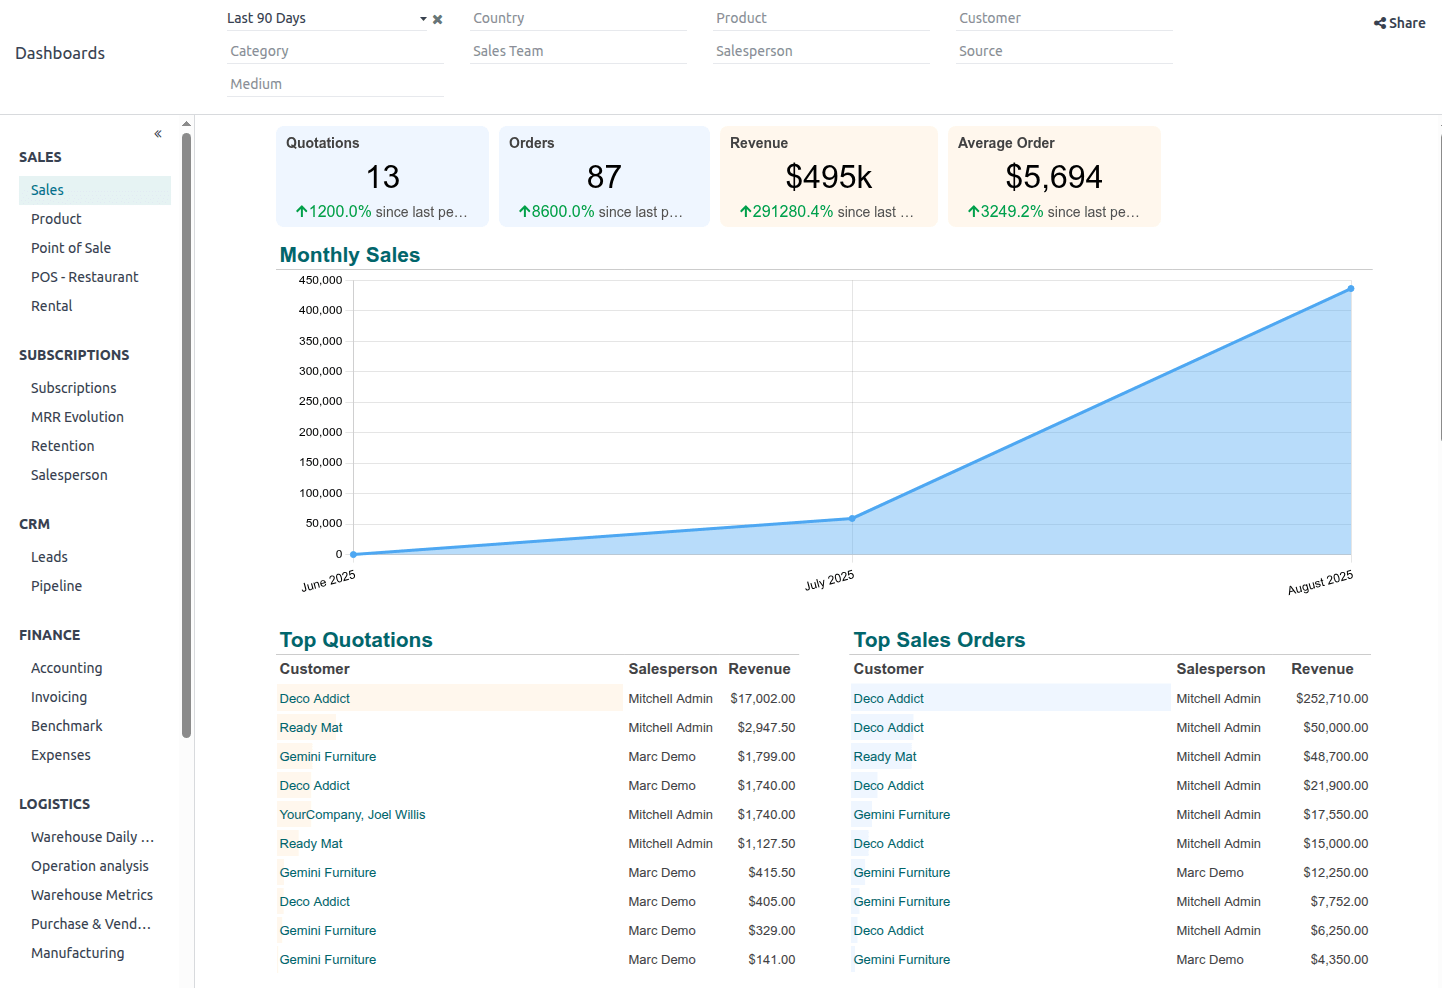 Dashboards
Last 90 Days Country Product Customer
Category Sales Team Salesperson Source
Medium
Share
SALES
Sales
Product
Point of Sale
POS - Restaurant
Rental
SUBSCRIPTIONS
Subscriptions
MRR Evolution
Retention
Salesperson
CRM
Leads
Pipeline
FINANCE
Accounting
Invoicing
Benchmark
Expenses
LOGISTICS
Warehouse Daily ...
Operation analysis
Warehouse Metrics
Purchase & Vend...
Manufacturing
Quotations
13
1200.0% since last pe...
Orders
87
8600.0% since last p...
Revenue
$495k
291280.4% since last ...
Average Order
$5,694
3249.2% since last pe...
Monthly Sales
450,000
400,000
350,000
300,000
250,000
200,000
150,000
100,000
50,000
0
June 2025 July 2025 August 2025
Top Quotations
Customer Salesperson Revenue
Deco Addict Mitchell Admin $17,002.00
Ready Mat Mitchell Admin $2,947.50
Gemini Furniture Marc Demo $1,799.00
Deco Addict Marc Demo $1,740.00
YourCompany, Joel Willis Mitchell Admin $1,740.00
Ready Mat Mitchell Admin $1,127.50
Gemini Furniture Marc Demo $415.50
Deco Addict Marc Demo $405.00
Gemini Furniture Marc Demo $329.00
Gemini Furniture Marc Demo $141.00
Top Sales Orders
Customer Salesperson Revenue
Deco Addict Mitchell Admin $252,710.00
Deco Addict Mitchell Admin $50,000.00
Ready Mat Mitchell Admin $48,700.00
Deco Addict Mitchell Admin $21,900.00
Gemini Furniture Mitchell Admin $17,550.00
Deco Addict Mitchell Admin $15,000.00
Gemini Furniture Marc Demo $12,250.00
Gemini Furniture Mitchell Admin $7,752.00
Deco Addict Mitchell Admin $6,250.00
Gemini Furniture Marc Demo $4,350.00